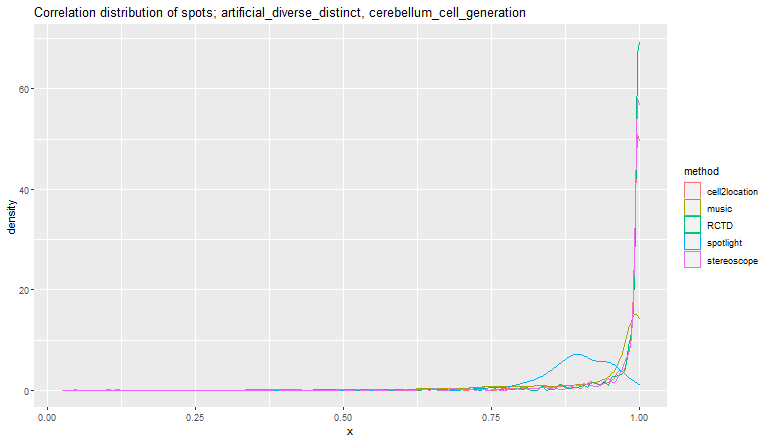 Correlation distribution of spots; artificial_diverse_distinct, cerebellum_cell_generation
density
60
40
20
0
0.00 0.25 0.50 0.75 1.00
x
method
cell2location
music
RCTD
spotlight
stereoscope